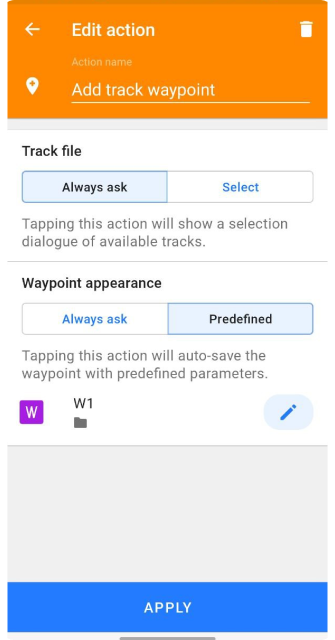 Edit action
Action name
Add track waypoint
Track file
Always ask Select
Tapping this action will show a selection
dialogue of available tracks.
Waypoint appearance
Always ask Predefined
Tapping this action will auto-save the
waypoint with predefined parameters.
W W1
APPLY